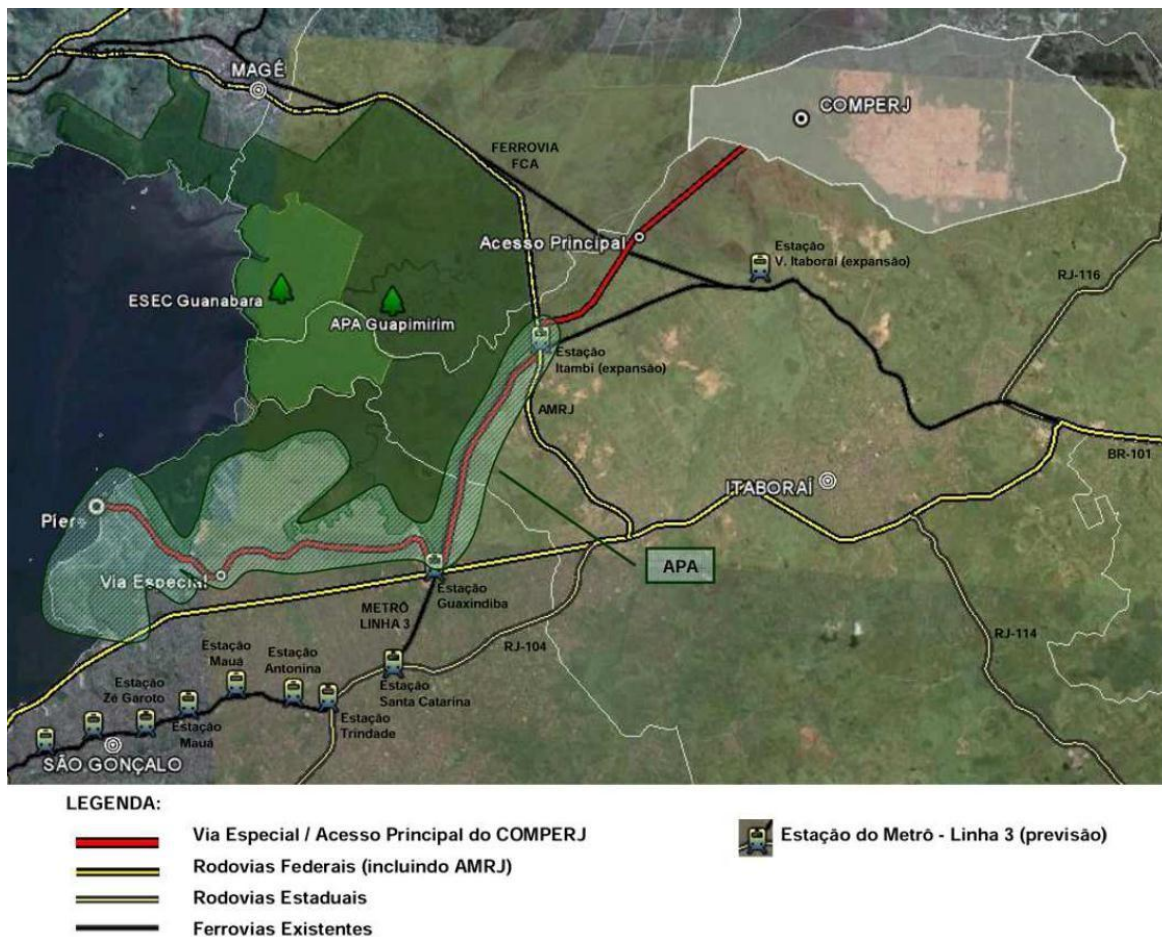 MAGÉ
COMPERJ
FERROVIA
FCA
Acesso Principal
Estação
V. Itaboraí (expansão)
RJ-116
ESEC Guanabara
APA Guapimirim
Estação
Itambi (expansão)
AMRJ
BR-101
ITABORAÍ
Via Especial
APA
Estação
Guaxindiba
METRÔ
LINHA 3
RJ-104
RJ-114
Estação
Mauá
Estação
Antonina
Estação
Santa Catarina
Estação
Zé Garoto
Estação
Mauá
Estação
Trindade
SÃO GONÇALO
LEGENDA:
Via Especial / Acesso Principal do COMPERJ
Rodovias Federais (incluindo AMRJ)
Rodovias Estaduais
Ferrovias Existentes
Estação do Metrô - Linha 3 (previsão)